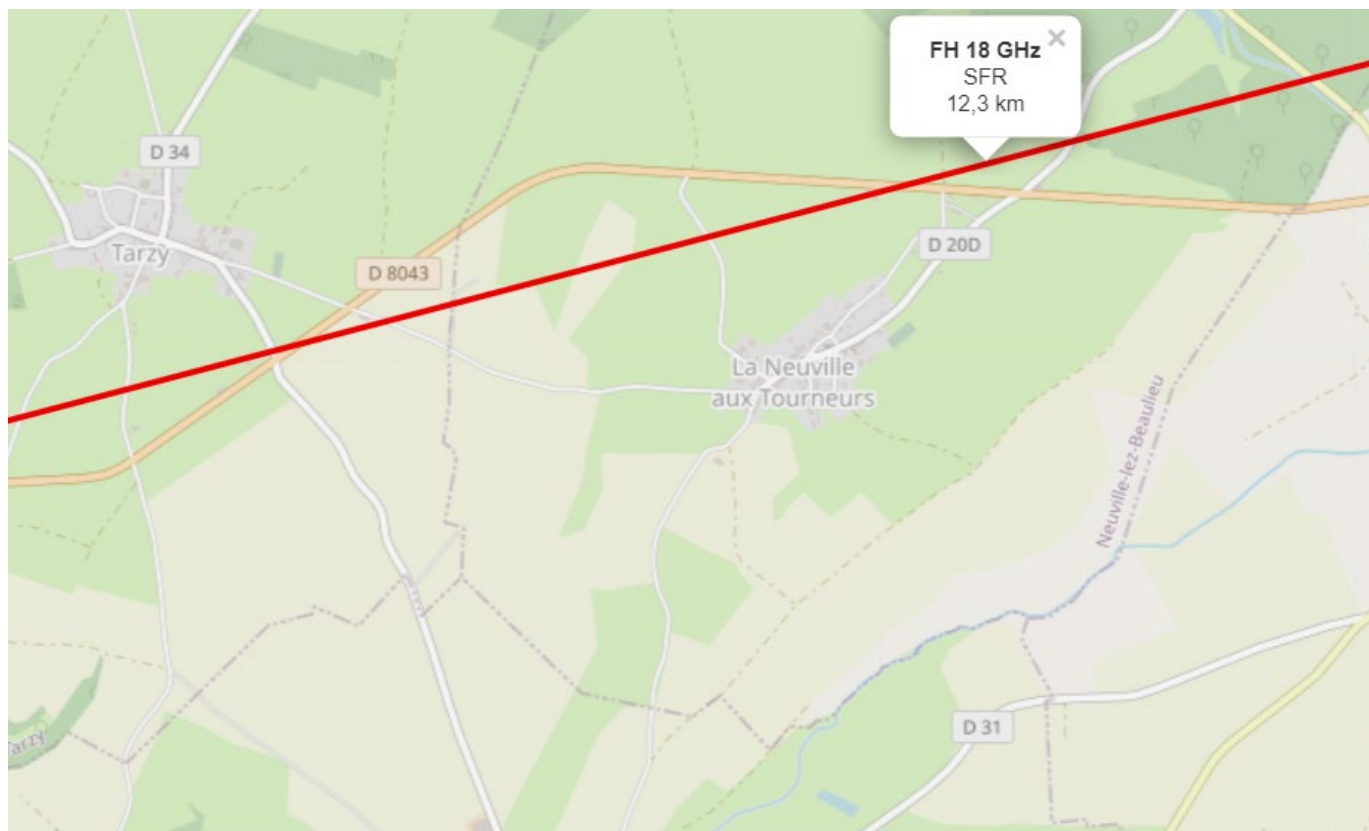 FH 18 GHz
SFR
12,3 km
D 34
Tarzy
D 8043
D 20D
La Neuville
aux Tourneurs
Neuville-lez-Beaulieu
D 31
Tarzy